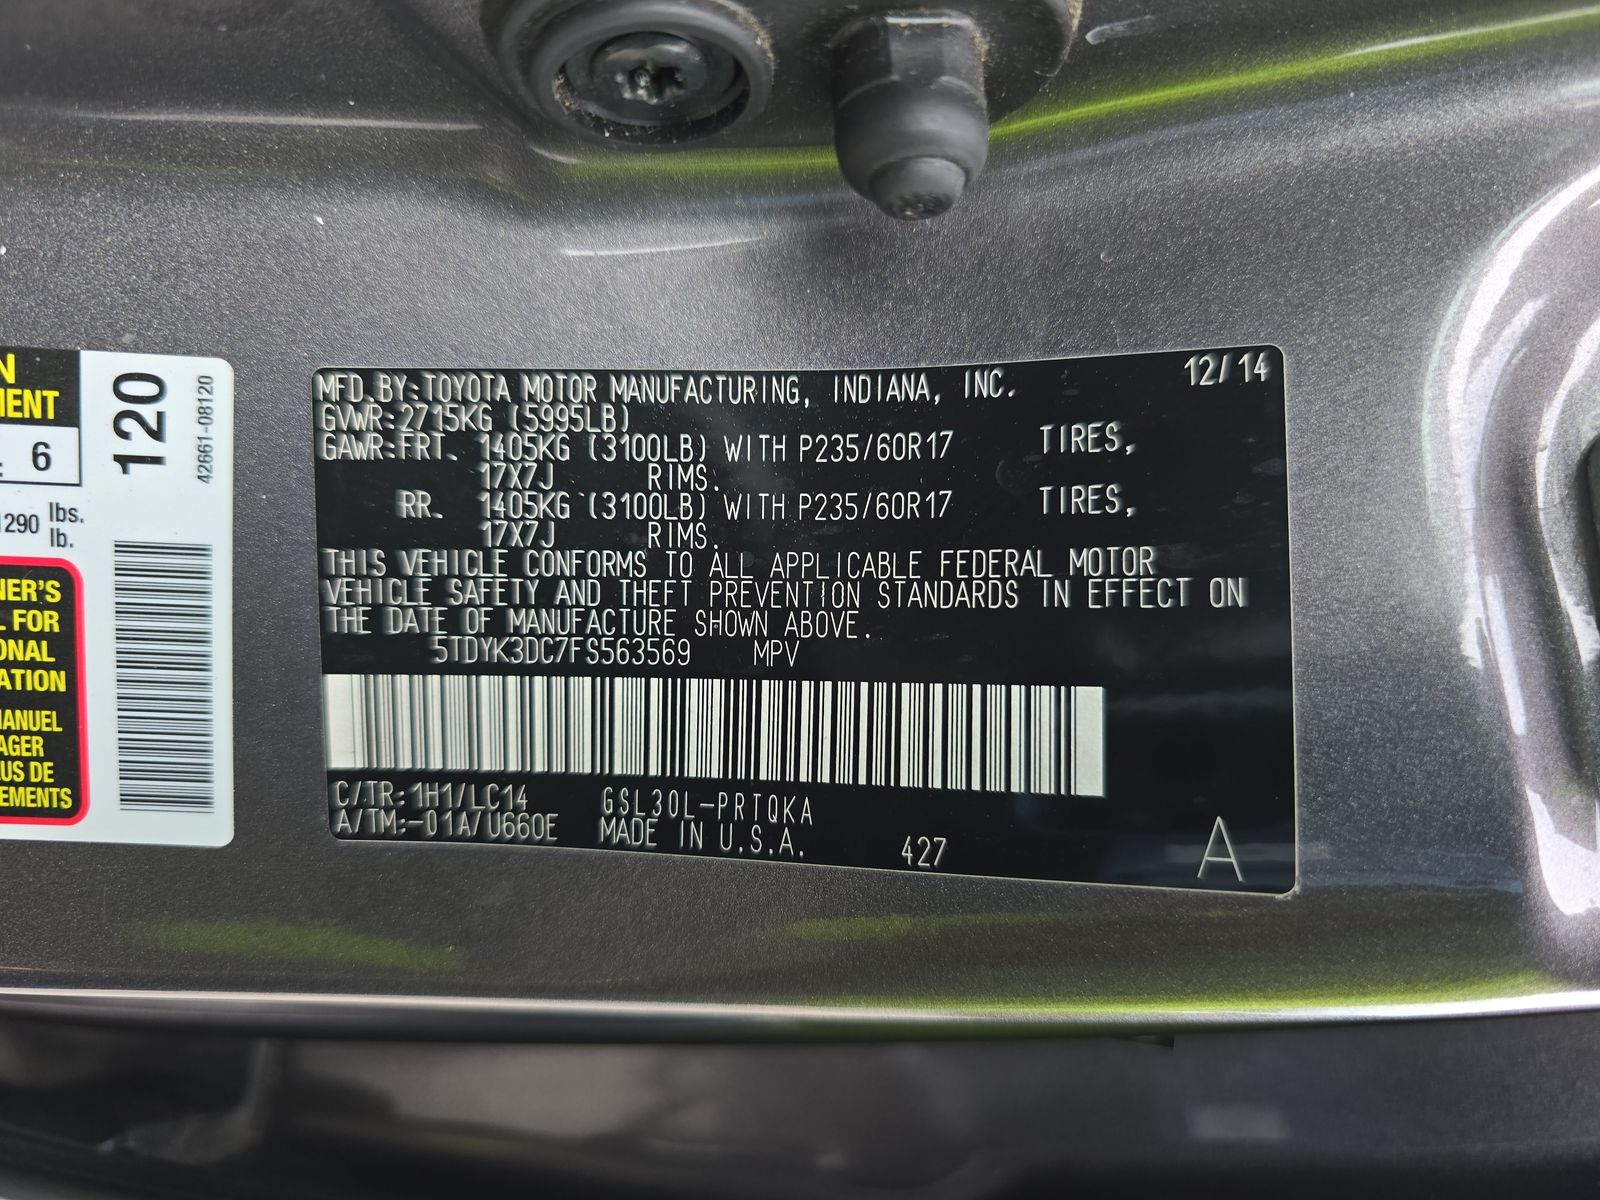 N
MENT
: 6
1290 lbs.
lb.
120
42661-08120
NER'S
L FOR
ONAL
ATION
MANUEL
AGER
US DE
EMENTS
12/14
MFD.BY:TOYOTA MOTOR MANUFACTURING, INDIANA, INC.
GVWR:2715KG (5995LB)
GAWR:FRT. 1405KG (3100LB) WITH P235/60R17 TIRES,
17X7J RIMS.
RR. 1405KG (3100LB) WITH P235/60R17 TIRES,
17X7J RIMS.
THIS VEHICLE CONFORMS TO ALL APPLICABLE FEDERAL MOTOR
VEHICLE SAFETY AND THEFT PREVENTION STANDARDS IN EFFECT ON
THE DATE OF MANUFACTURE SHOWN ABOVE.
5TDYK3DC7FS563569 MPV
C/TR:1H1/LC14 GSL30L-PRTQKA
A/TM:-01A/U660E MADE IN U.S.A. 427 A